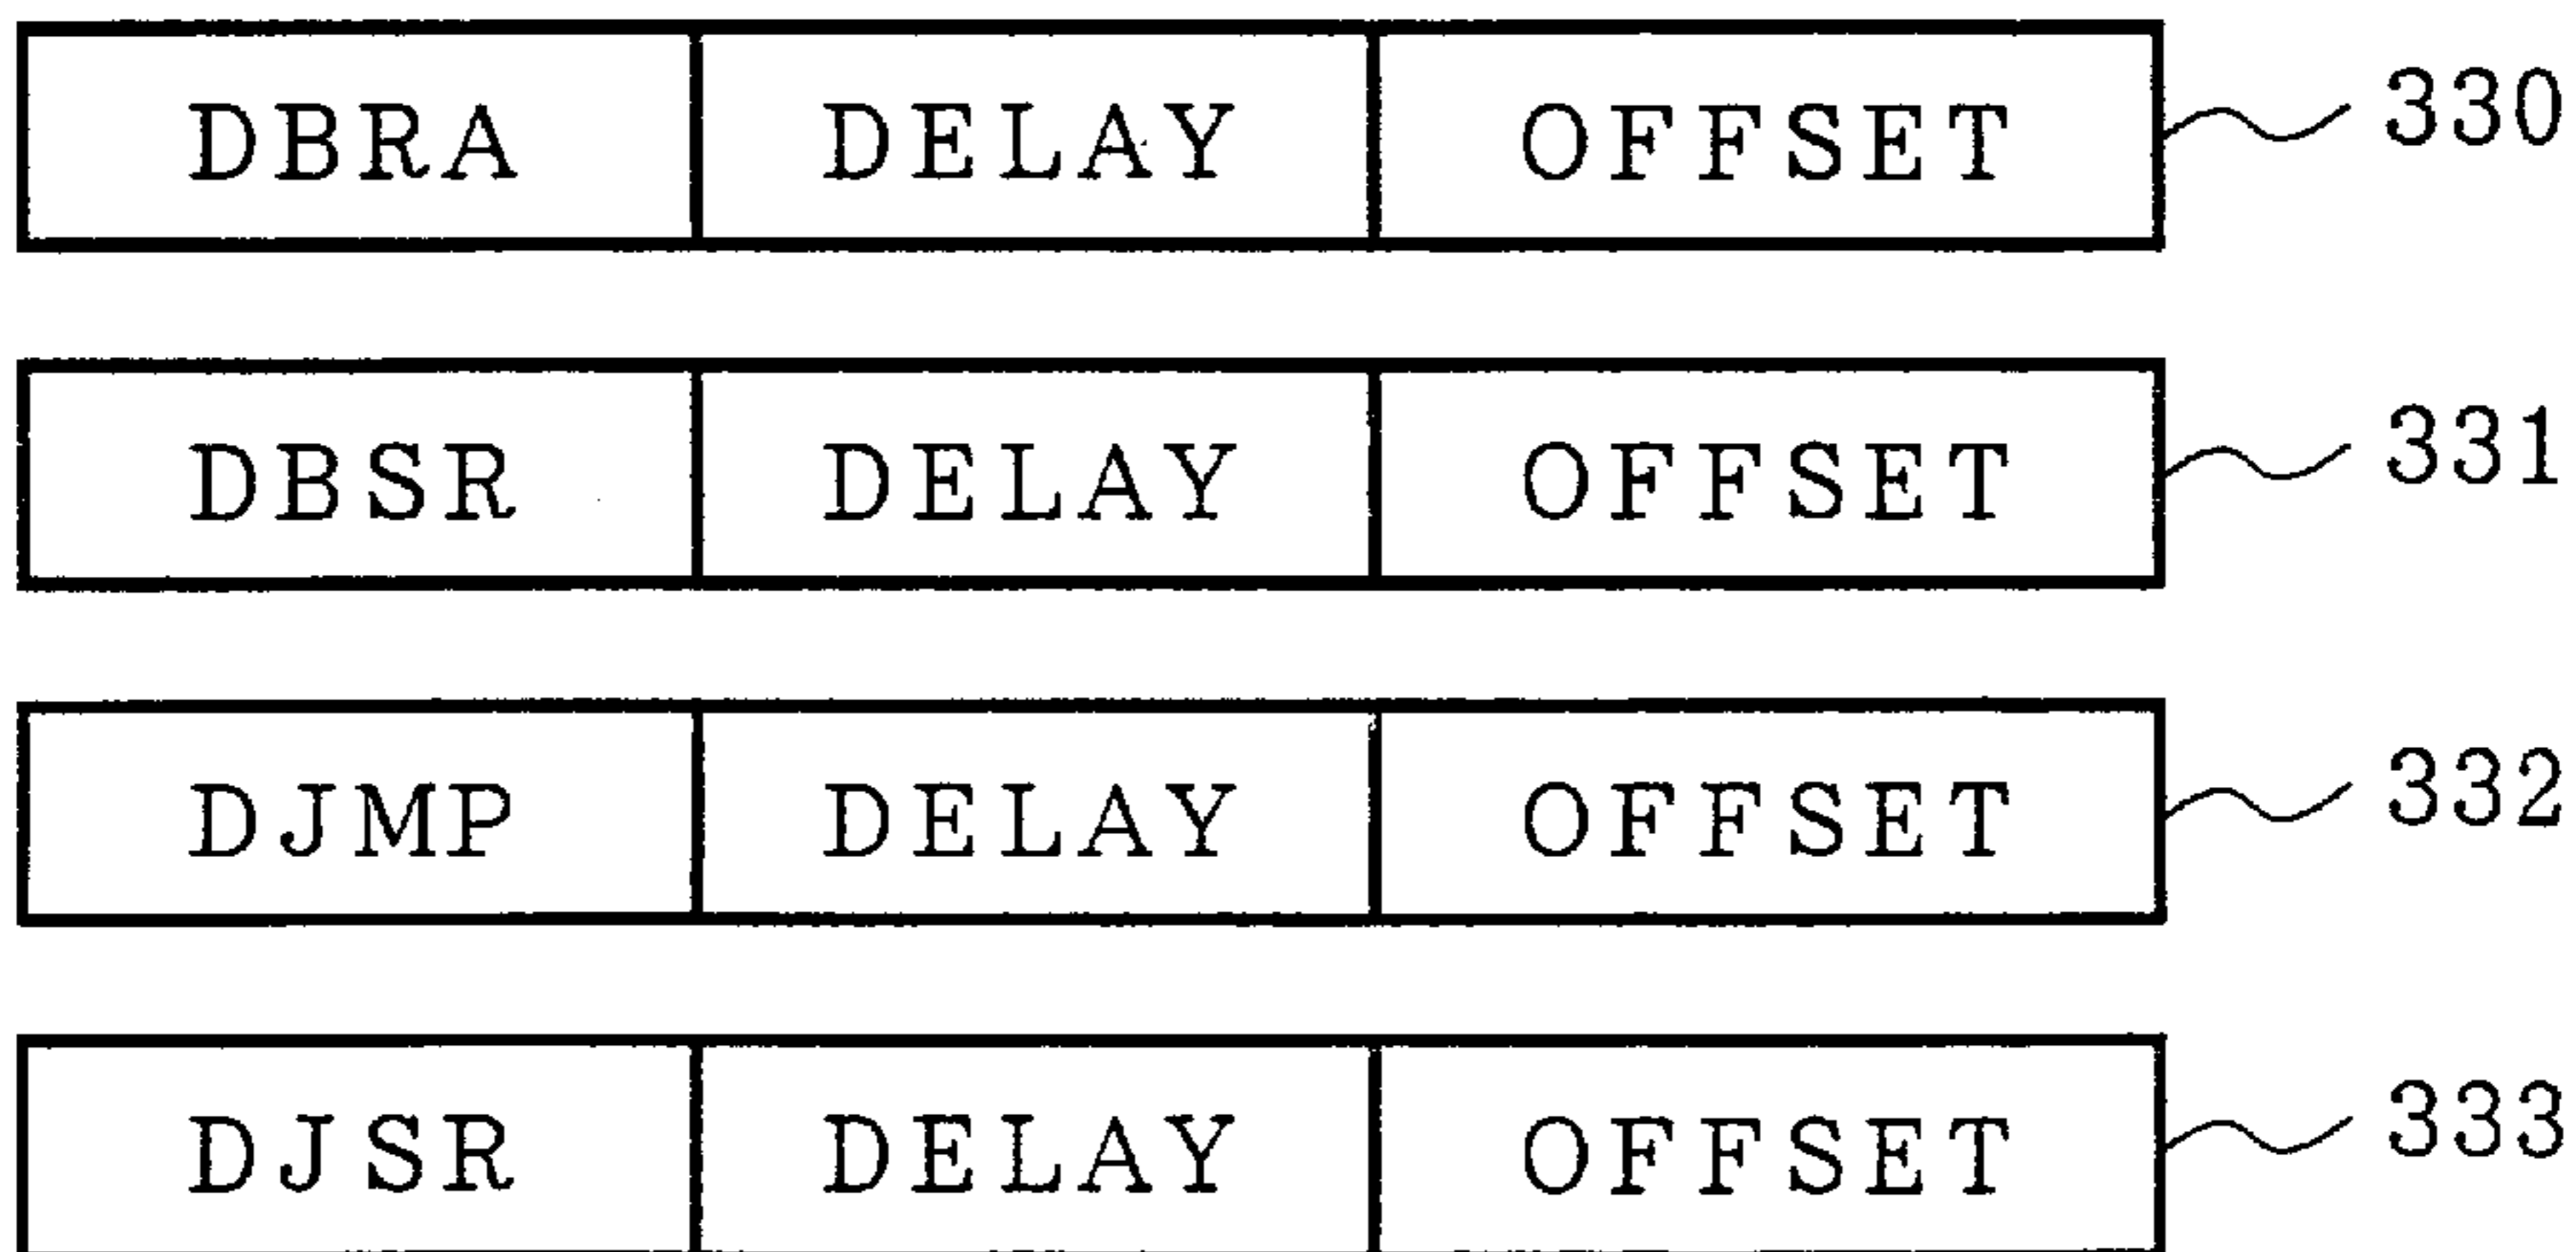 DBRA DELAY OFFSET 330
DBSR DELAY OFFSET 331
DJMP DELAY OFFSET 332
DJSR DELAY OFFSET 333